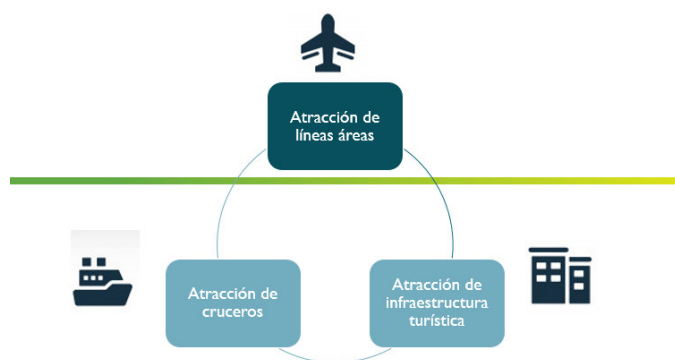 Atracción de
líneas áreas
Atracción de
cruceros
Atracción de
infraestructura
turística